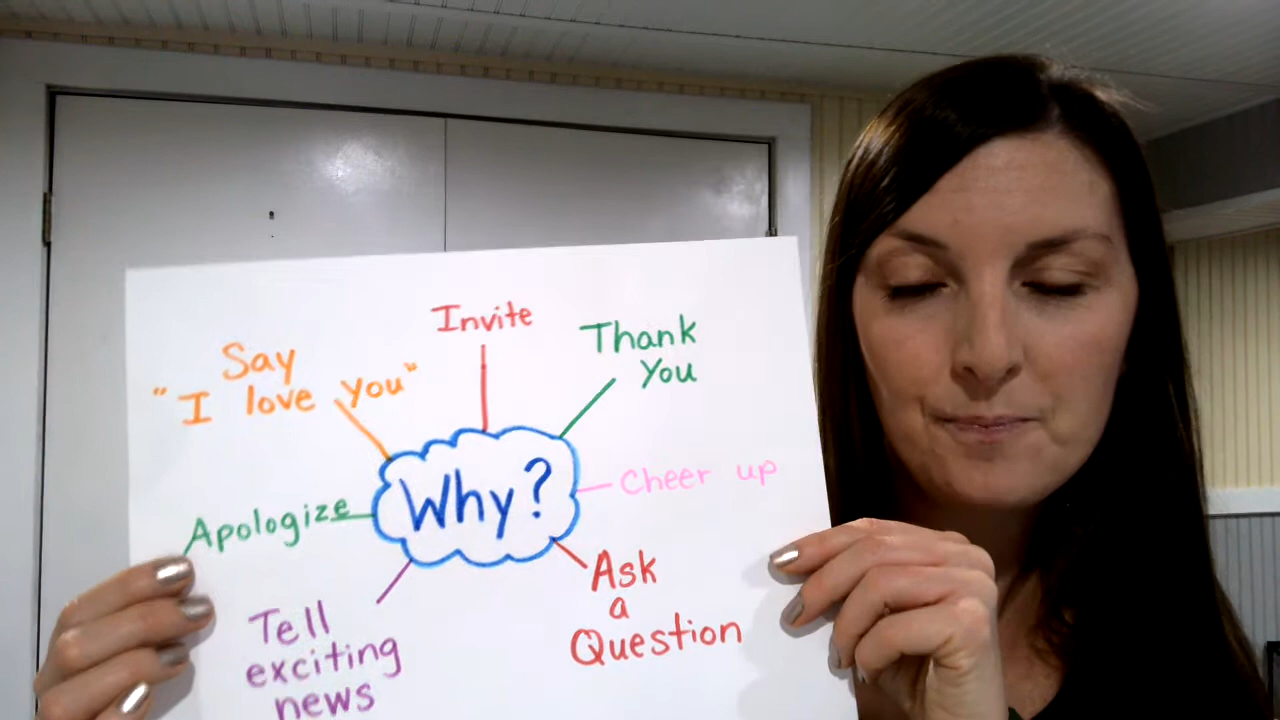 Invite
Thank
You
Say
"I love you"
Cheer up
Why?
Apologize
Ask
a
Question
Tell
exciting
news